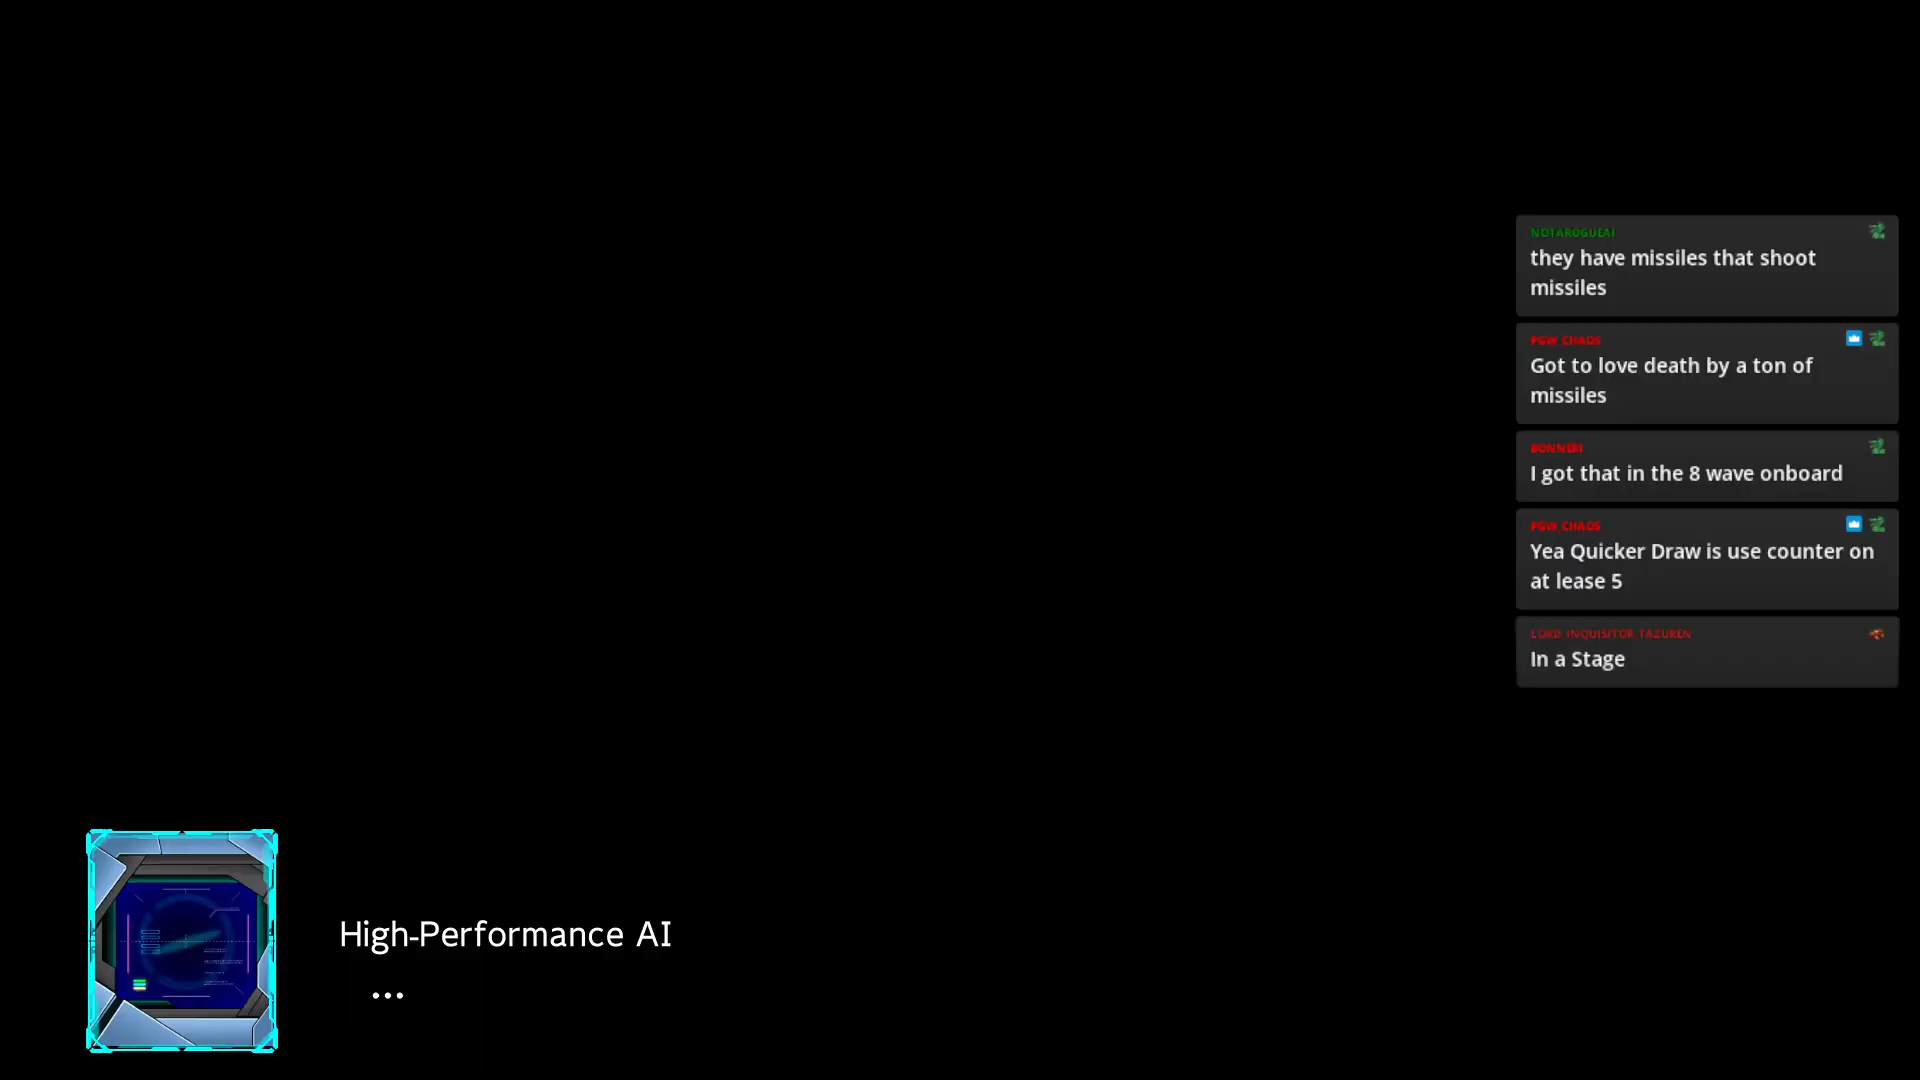 NOTAROGUEAI
they have missiles that shoot
missiles
PGW_CHAOS
Got to love death by a ton of
missiles
BONNERI
I got that in the 8 wave onboard
PGW_CHAOS
Yea Quicker Draw is use counter on
at lease 5
LORD INQUISITOR TAZUREN
In a Stage
High-Performance AI
...